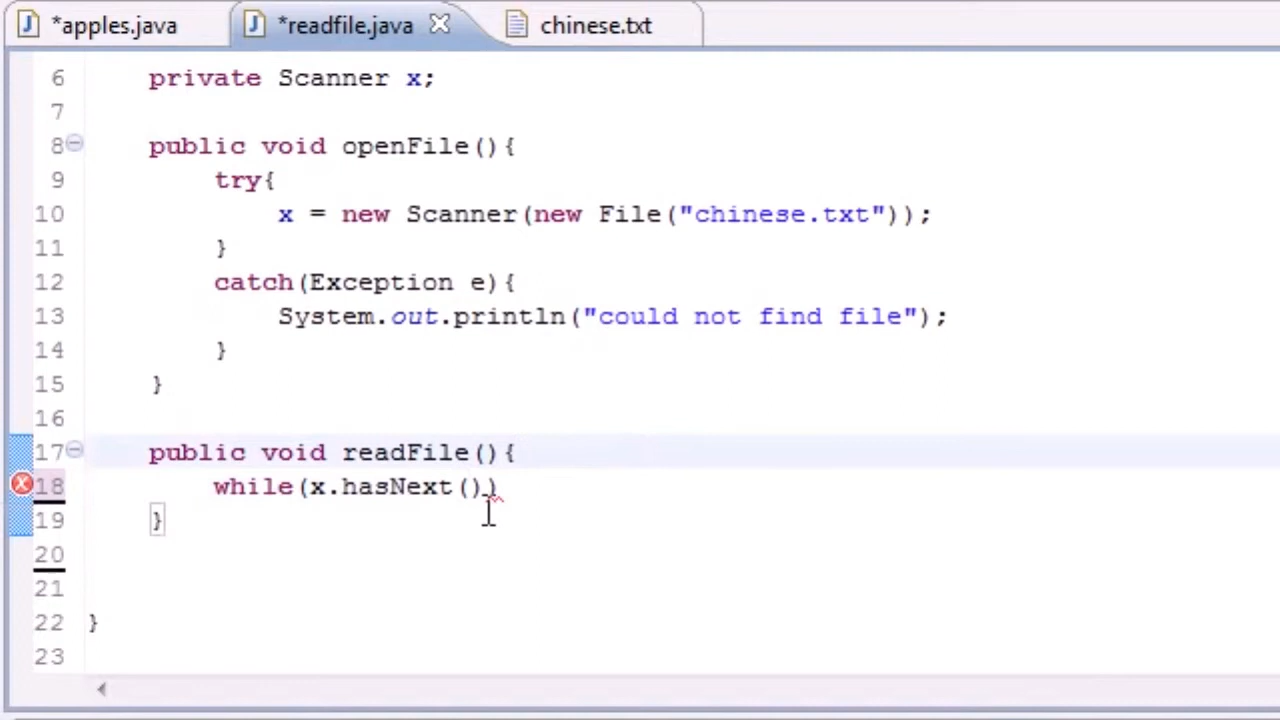 *apples.java *readfile.java chinese.txt
6 private Scanner x;
7
8 public void openFile(){
9 try{
10 x = new Scanner(new File("chinese.txt"));
11 }
12 catch(Exception e){
13 System.out.println("could not find file");
14 }
15 }
16
17 public void readFile(){
18 while(x.hasNext())
19 }
20
21
22 }
23